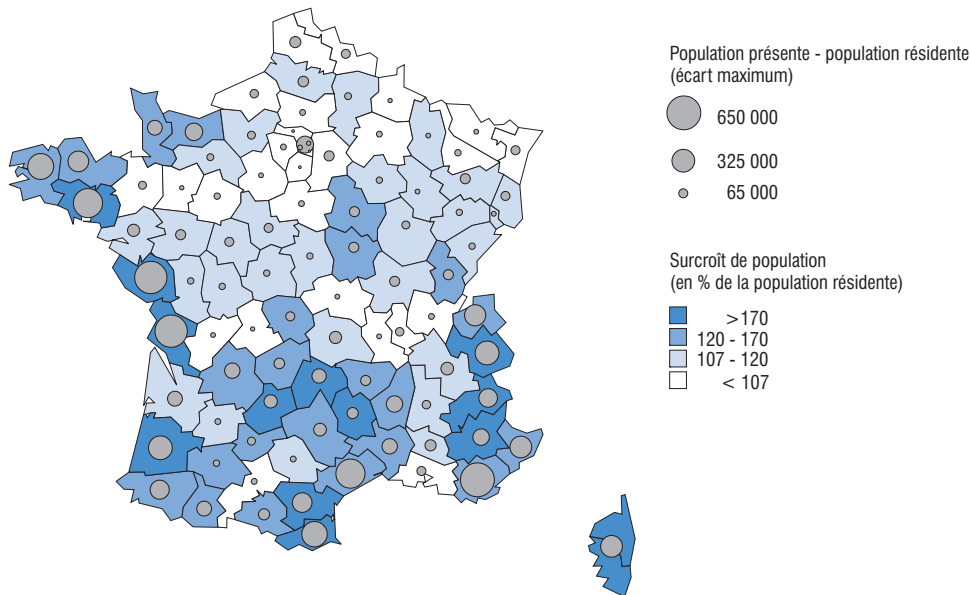 Population présente - population résidente
(écart maximum)
650 000
325 000
65 000
Surcroît de population
(en % de la population résidente)
>170
120 - 170
107 - 120
< 107